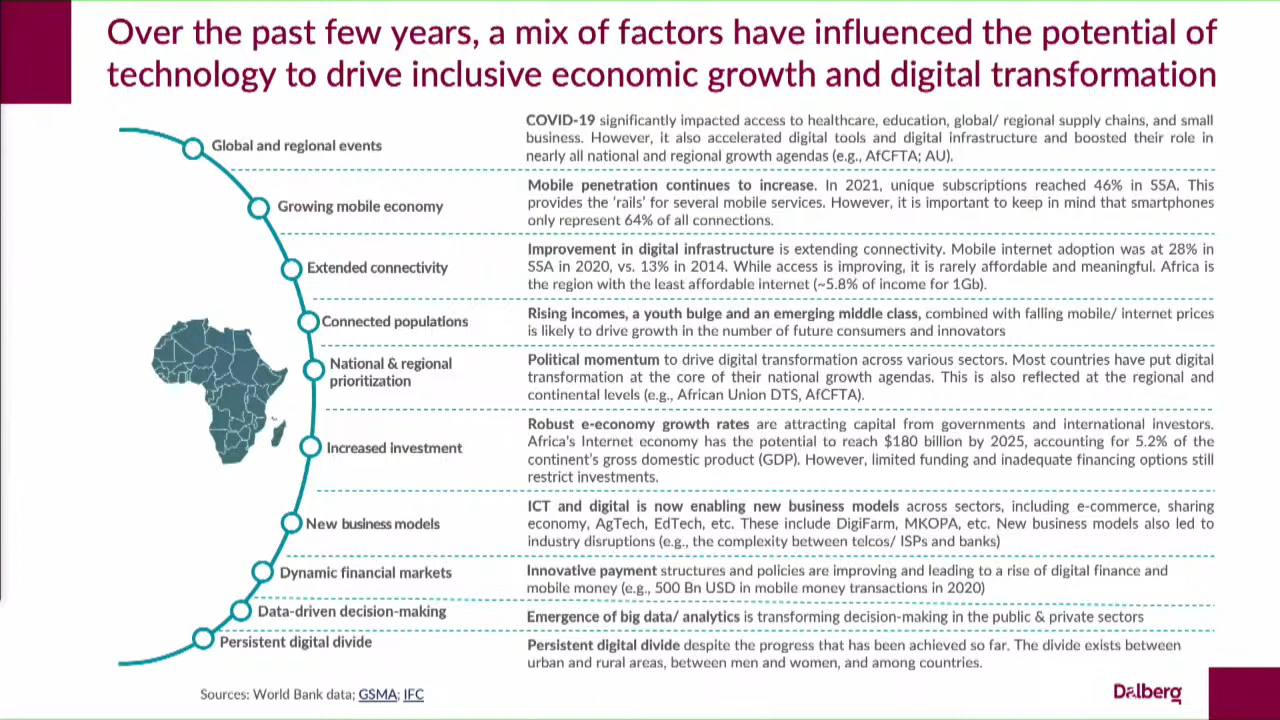 Over the past few years, a mix of factors have influenced the potential of
technology to drive inclusive economic growth and digital transformation
Global and regional events
COVID-19 significantly impacted access to healthcare, education, global/ regional supply chains, and small
business. However, it also accelerated digital tools and digital infrastructure and boosted their role in
nearly all national and regional growth agendas (e.g., AfCFTA; AU).
Growing mobile economy
Mobile penetration continues to increase. In 2021, unique subscriptions reached 46% in SSA. This
provides the 'rails' for several mobile services. However, it is important to keep in mind that smartphones
only represent 64% of all connections.
Extended connectivity
Improvement in digital infrastructure is extending connectivity. Mobile internet adoption was at 28% in
SSA in 2020, vs. 13% in 2014. While access is improving, it is rarely affordable and meaningful. Africa is
the region with the least affordable internet (~5.8% of income for 1Gb).
Connected populations
Rising incomes, a youth bulge and an emerging middle class, combined with falling mobile/ internet prices
is likely to drive growth in the number of future consumers and innovators
National & regional
prioritization
Political momentum to drive digital transformation across various sectors. Most countries have put digital
transformation at the core of their national growth agendas. This is also reflected at the regional and
continental levels (e.g., African Union DTS, AfCFTA).
Increased investment
Robust e-economy growth rates are attracting capital from governments and international investors.
Africa's Internet economy has the potential to reach $180 billion by 2025, accounting for 5.2% of the
continent's gross domestic product (GDP). However, limited funding and inadequate financing options still
restrict investments.
New business models
ICT and digital is now enabling new business models across sectors, including e-commerce, sharing
economy, AgTech, EdTech, etc. These include DigiFarm, MKOPA, etc. New business models also led to
industry disruptions (e.g., the complexity between telcos/ ISPs and banks)
Dynamic financial markets
Innovative payment structures and policies are improving and leading to a rise of digital finance and
mobile money (e.g., 500 Bn USD in mobile money transactions in 2020)
Data-driven decision-making
Emergence of big data/ analytics is transforming decision-making in the public & private sectors
Persistent digital divide
Persistent digital divide despite the progress that has been achieved so far. The divide exists between
urban and rural areas, between men and women, and among countries.
Sources: World Bank data; GSMA; IFC
Dalberg